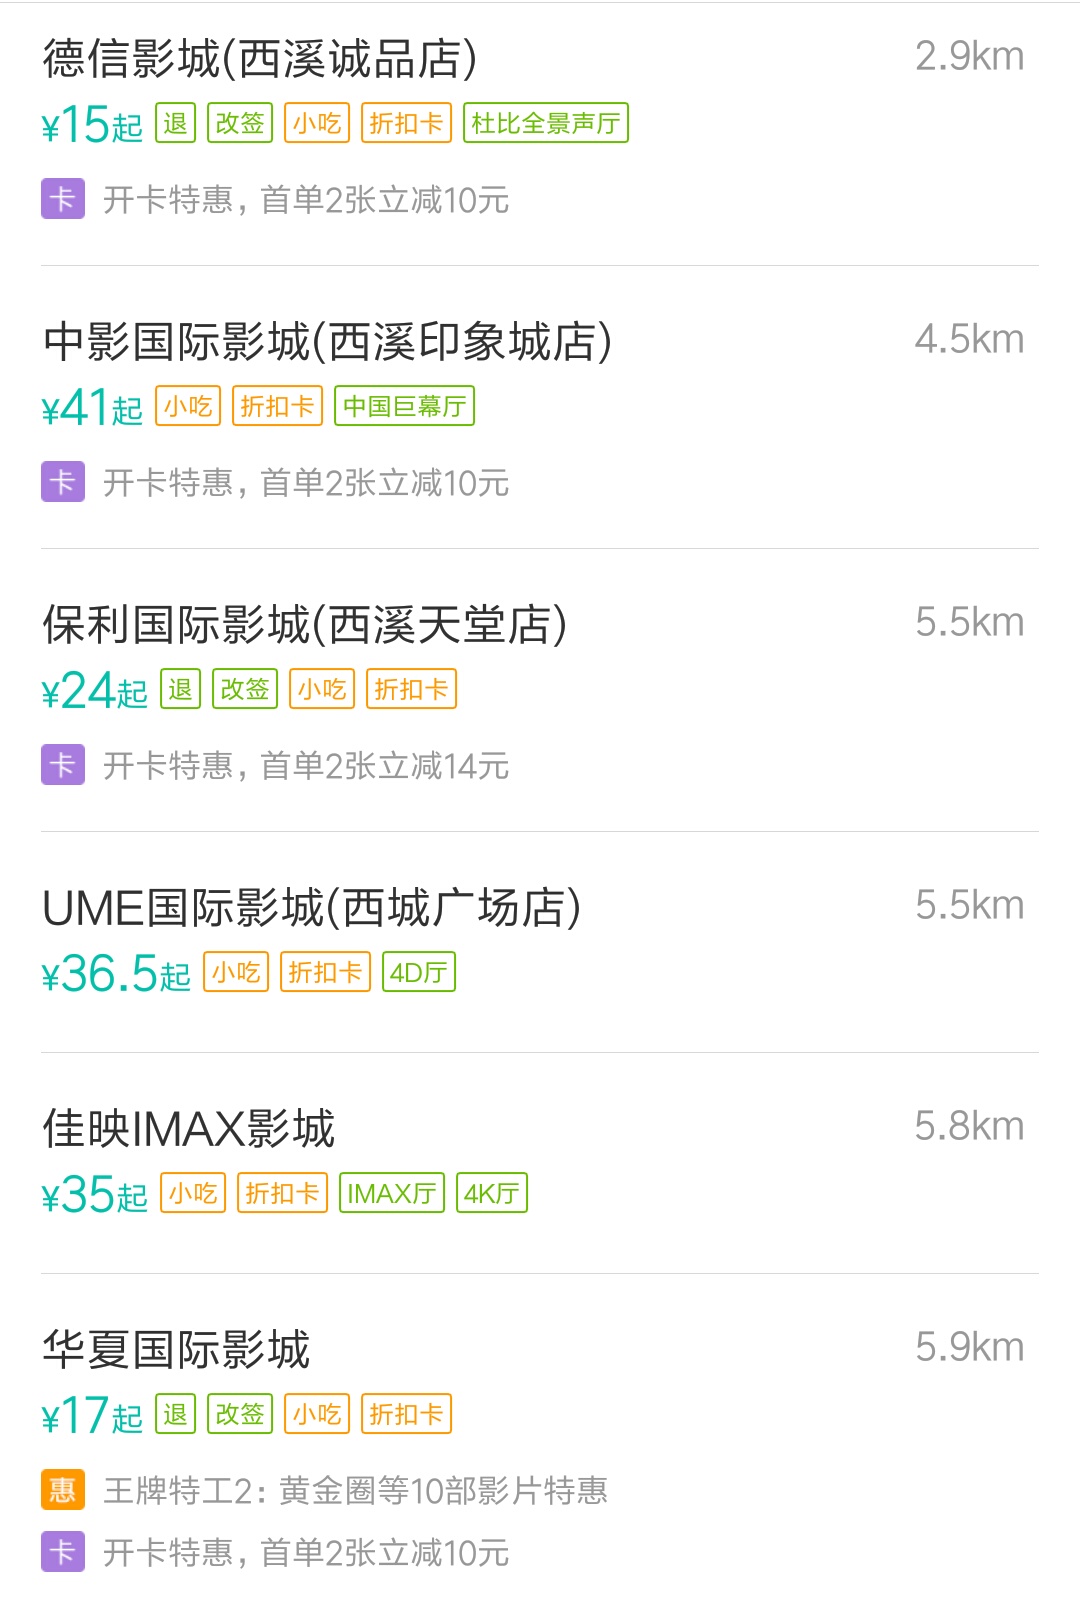 德信影城(西溪诚品店) 2.9km
¥15起 退 改签 小吃 折扣卡 杜比全景声厅
卡 开卡特惠, 首单2张立减10元
中影国际影城(西溪印象城店) 4.5km
¥41起 小吃 折扣卡 中国巨幕厅
卡 开卡特惠, 首单2张立减10元
保利国际影城(西溪天堂店) 5.5km
¥24起 退 改签 小吃 折扣卡
卡 开卡特惠, 首单2张立减14元
UME国际影城(西城广场店) 5.5km
¥36.5起 小吃 折扣卡 4D厅
佳映IMAX影城 5.8km
¥35起 小吃 折扣卡 IMAX厅 4K厅
华夏国际影城 5.9km
¥17起 退 改签 小吃 折扣卡
惠 王牌特工2: 黄金圈等10部影片特惠
卡 开卡特惠, 首单2张立减10元